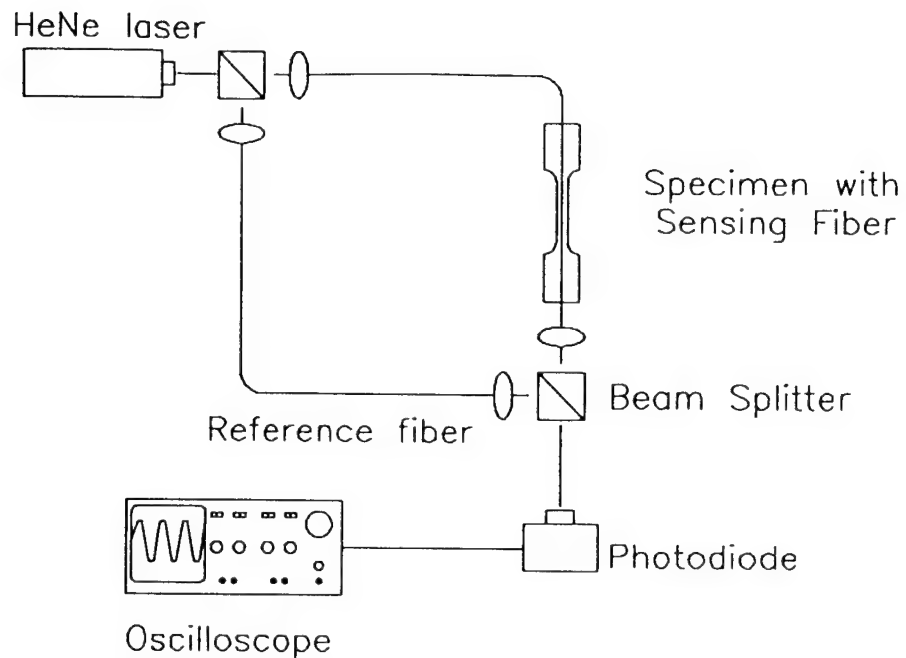 HeNe laser
Specimen with
Sensing Fiber
Beam Splitter
Reference fiber
Photodiode
Oscilloscope